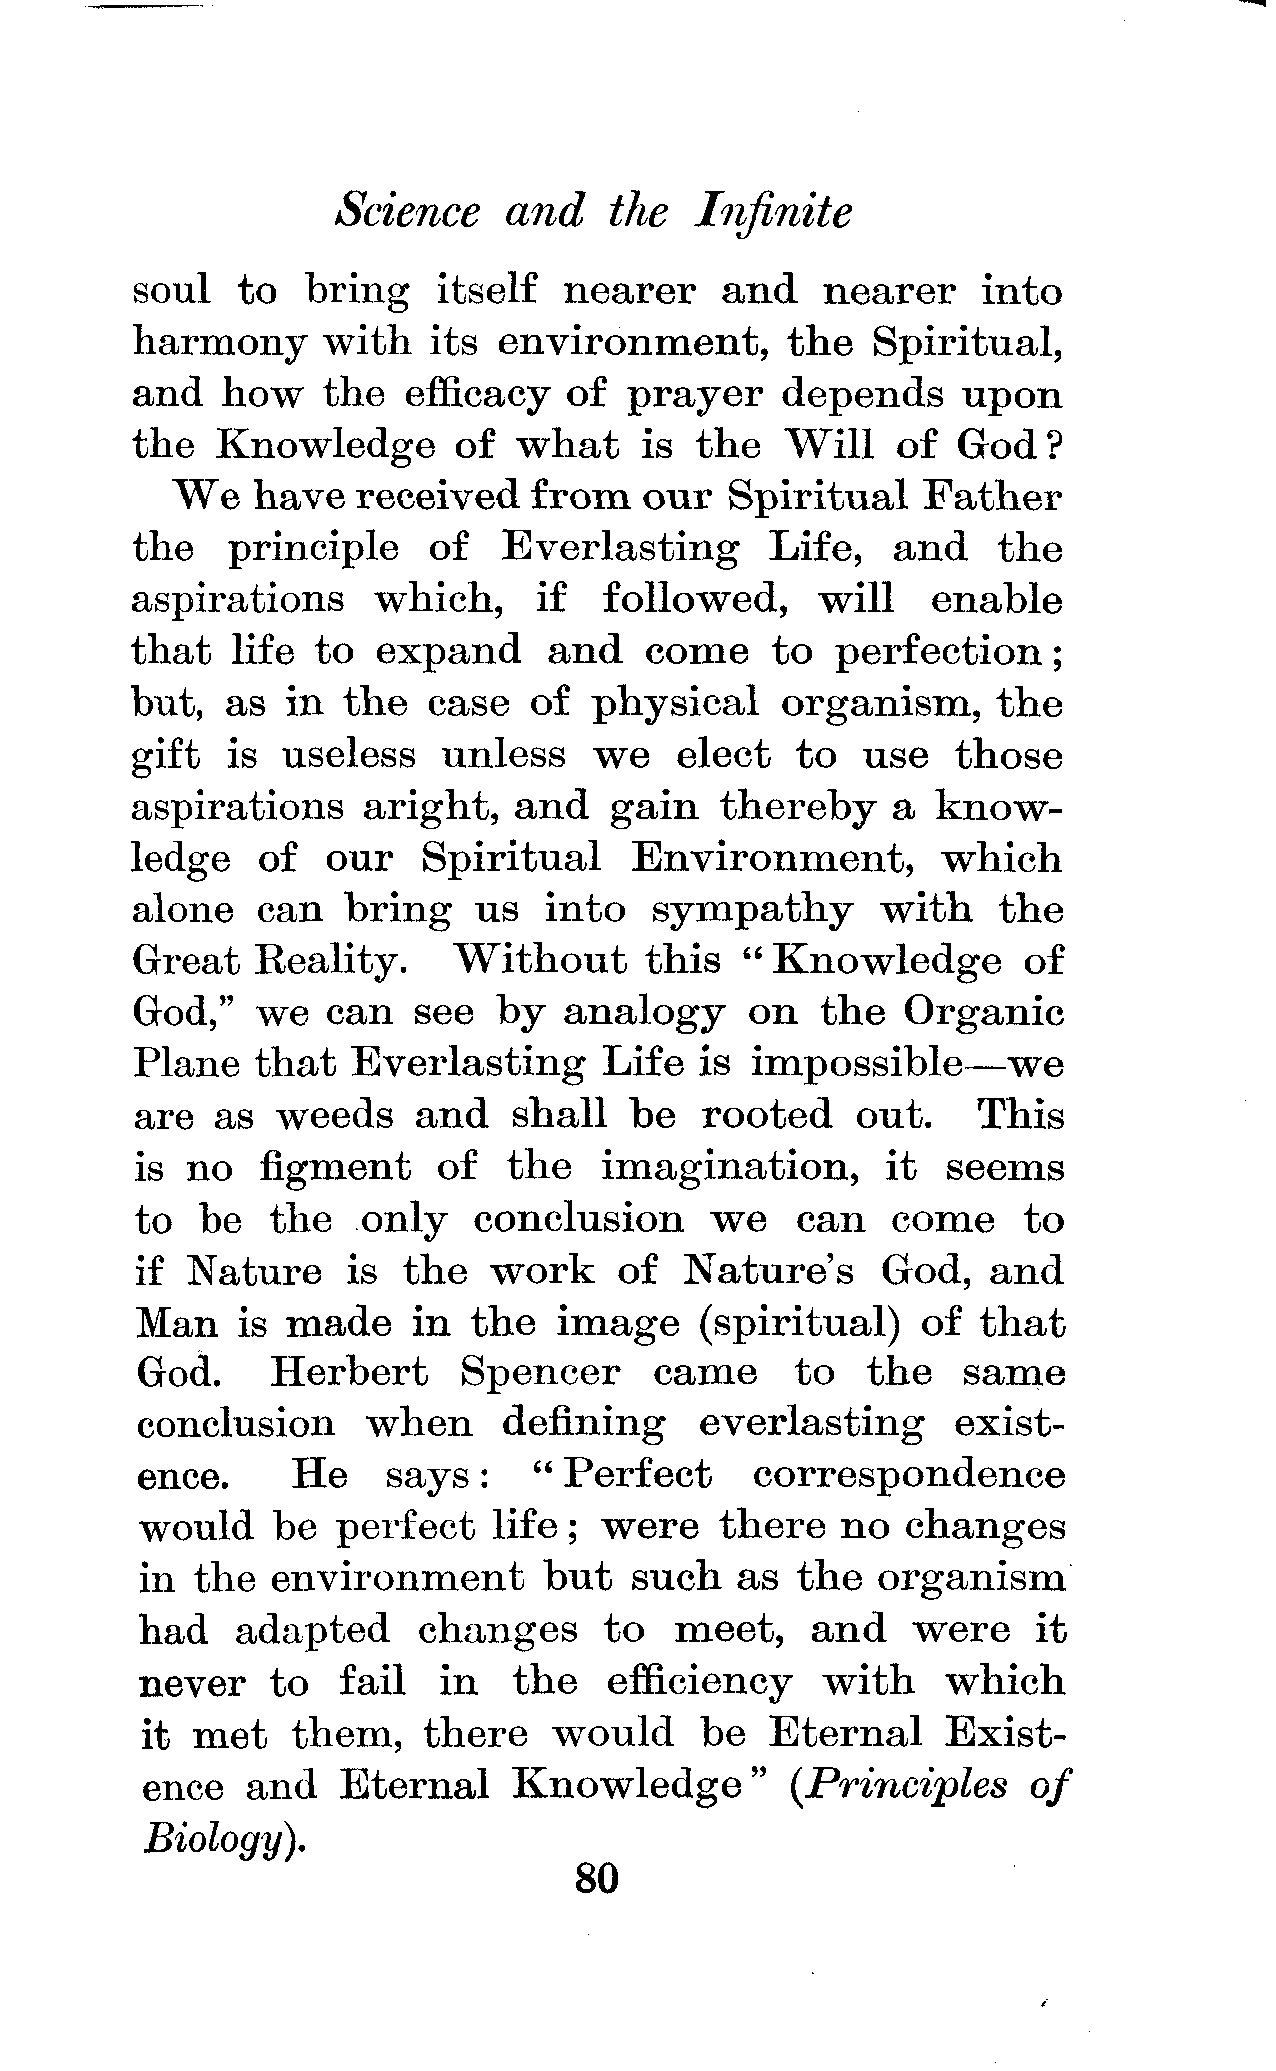 Science and the Infinite
soul to bring itself nearer and nearer into
harmony with its environment, the Spiritual,
and how the efficacy of prayer depends upon
the Knowledge of what is the Will of God?
We have received from our Spiritual Father
the principle of Everlasting Life, and the
aspirations which, if followed, will enable
that life to expand and come to perfection;
but, as in the case of physical organism, the
gift is useless unless we elect to use those
aspirations aright, and gain thereby a know-
ledge of our Spiritual Environment, which
alone can bring us into sympathy with the
Great Reality. Without this "Knowledge of
God," we can see by analogy on the Organic
Plane that Everlasting Life is impossible—we
are as weeds and shall be rooted out. This
is no figment of the imagination, it seems
to be the only conclusion we can come to
if Nature is the work of Nature's God, and
Man is made in the image (spiritual) of that
God. Herbert Spencer came to the same
conclusion when defining everlasting exist-
ence. He says: "Perfect correspondence
would be perfect life; were there no changes
in the environment but such as the organism
had adapted changes to meet, and were it
never to fail in the efficiency with which
it met them, there would be Eternal Exist-
ence and Eternal Knowledge" (Principles of
Biology).
80